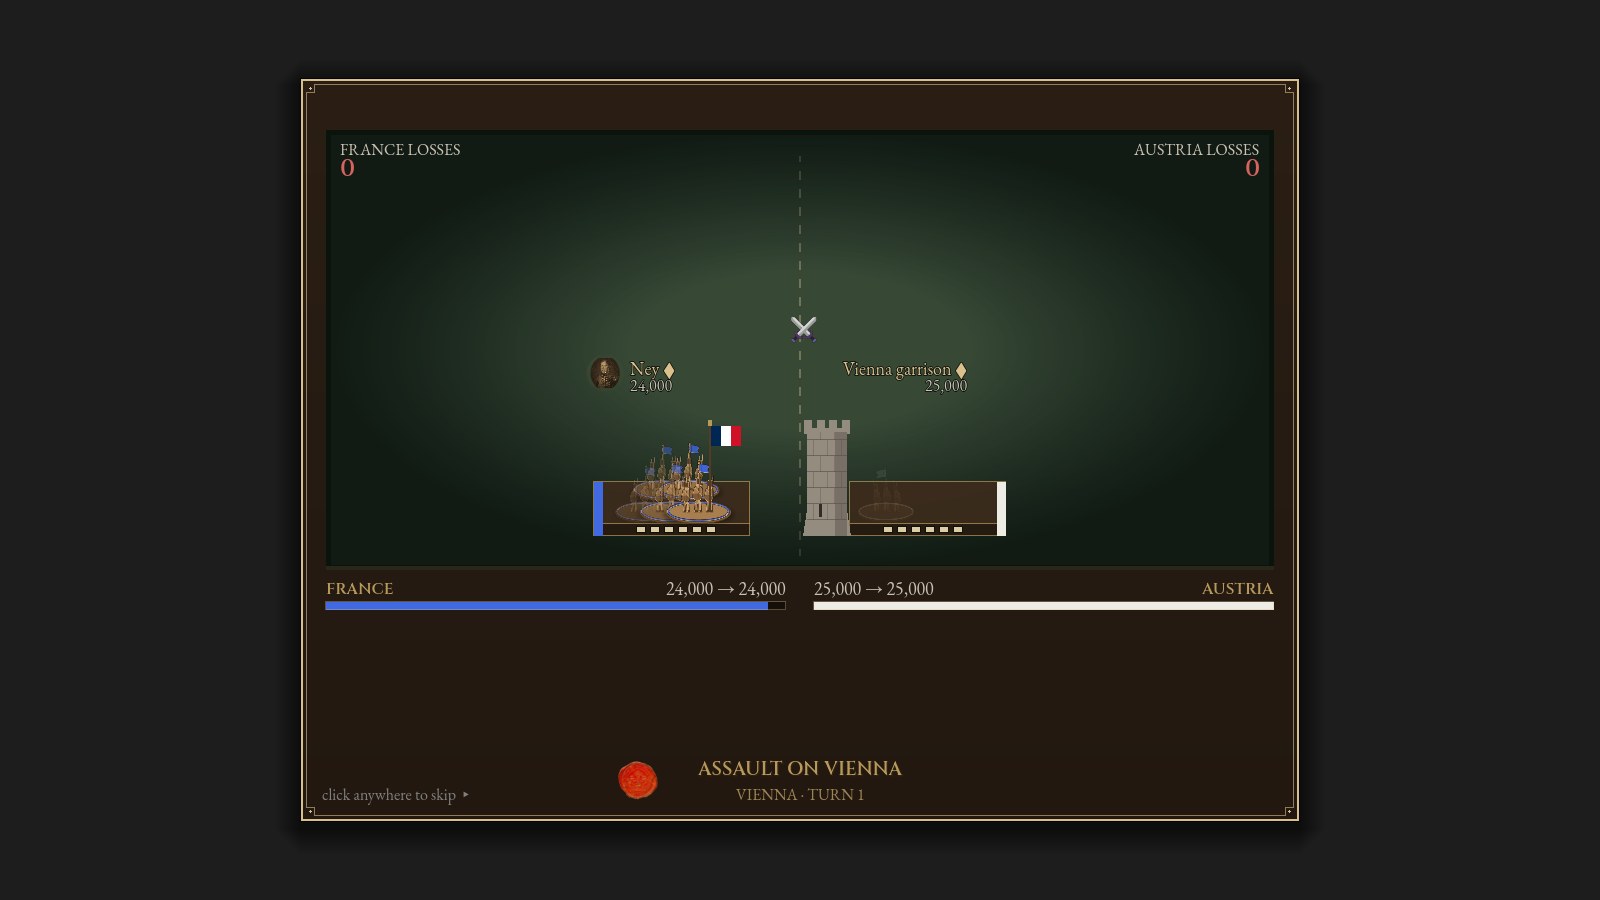 FRANCE LOSSES
0
AUSTRIA LOSSES
0
Ney
24,000
Vienna garrison
25,000
FRANCE
24,000 → 24,000
25,000 → 25,000
AUSTRIA
ASSAULT ON VIENNA
VIENNA · TURN 1
click anywhere to skip ▸